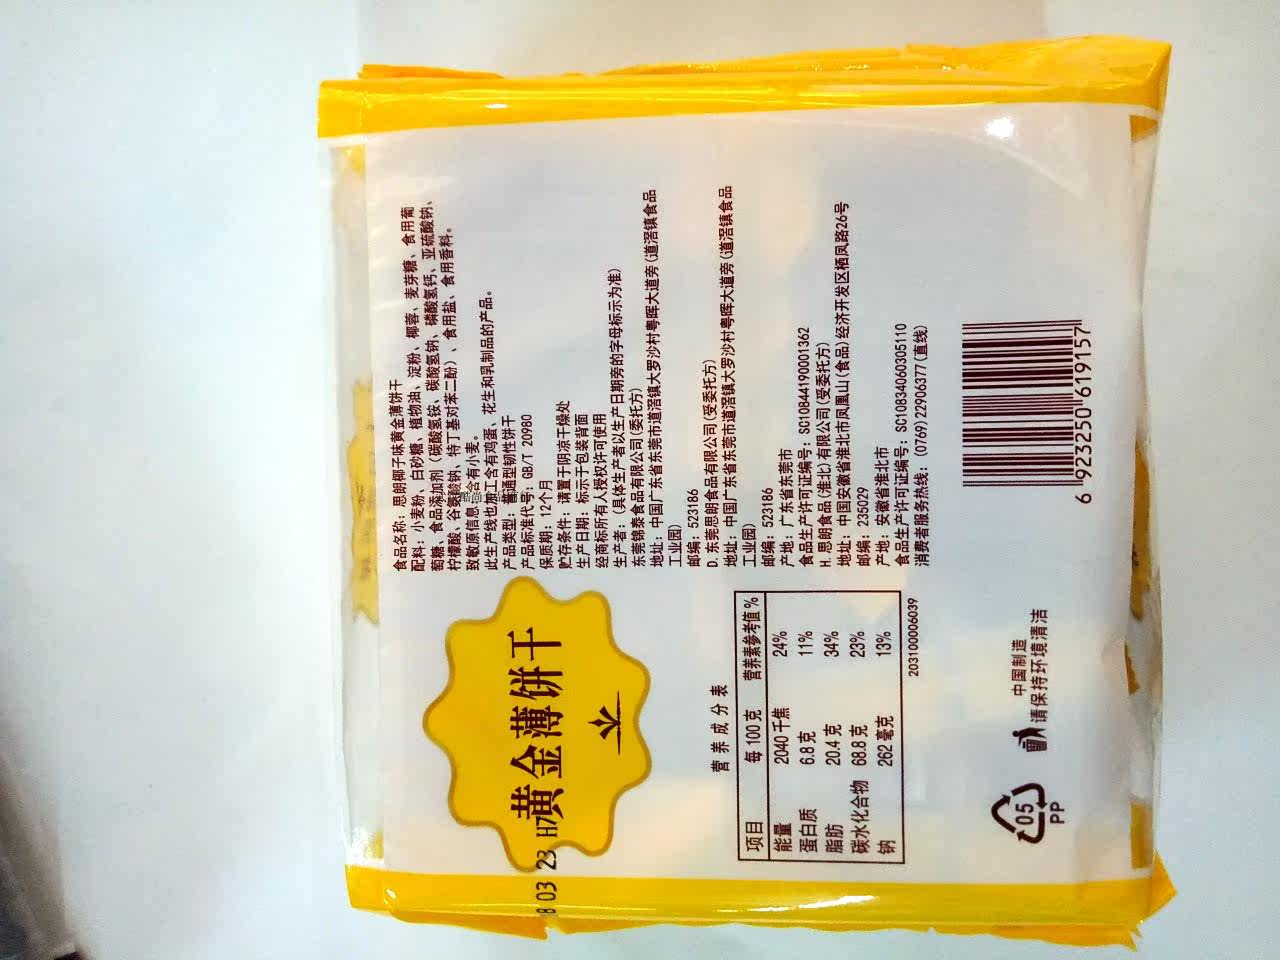 食品名称：思朗椰子味黄金薄饼干
配料：小麦粉、白砂糖、植物油、淀粉、椰蓉、麦芽糖、食用葡
萄糖、食品添加剂（碳酸氢铵、碳酸氢钠、磷酸氢钙、亚硫酸钠、
柠檬酸、谷氨酸钠、特丁基对苯二酚）、食用盐、食用香料。
致敏原信息：含有小麦。
此生产线也加工含有鸡蛋、花生和乳制品的产品。
产品类型：普通型韧性饼干
产品标准代号：GB/T 20980
保质期：12个月
贮存条件：请置于阴凉干燥处
生产日期：标示于包装背面
经商标所有人授权许可使用
生产者：（具体生产者以生产日期旁的字母标示为准）
东莞锦泰食品有限公司(委托方)
地址：中国广东省东莞市道滘镇大罗沙村粤晖大道旁(道滘镇食品
工业园)
邮编：523186
D.东莞思朗食品有限公司(受委托方)
地址：中国广东省东莞市道滘镇大罗沙村粤晖大道旁(道滘镇食品
工业园)
邮编：523186
产地：广东省东莞市
食品生产许可证编号：SC10844190001362
H.思朗食品(淮北)有限公司(受委托方)
地址：中国安徽省淮北市凤凰山(食品)经济开发区栖凤路26号
邮编：235029
产地：安徽省淮北市
食品生产许可证编号：SC10834060305110
消费者服务热线：(0769)22906377(直线)
6 923250 619157
黄金薄饼干
8 03 23 H7
营养成分表
项目 每100克 营养素参考值%
能量 2040千焦 24%
蛋白质 6.8克 11%
脂肪 20.4克 34%
碳水化合物 68.8克 23%
钠 262毫克 13%
203100006039
中国制造
请保持环境清洁
05
PP